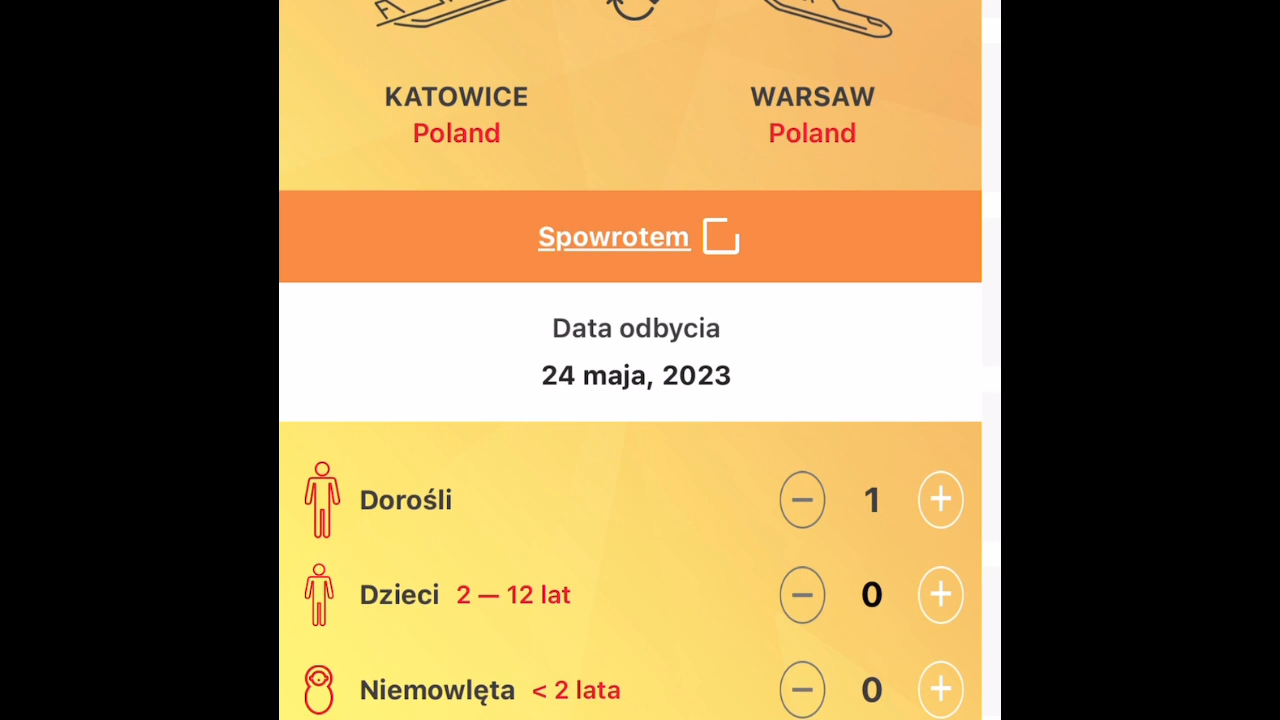 KATOWICE WARSAW
Poland Poland
Spowrotem
Data odbycia
24 maja, 2023
Dorośli 1
Dzieci 2 — 12 lat 0
Niemowlęta < 2 lata 0